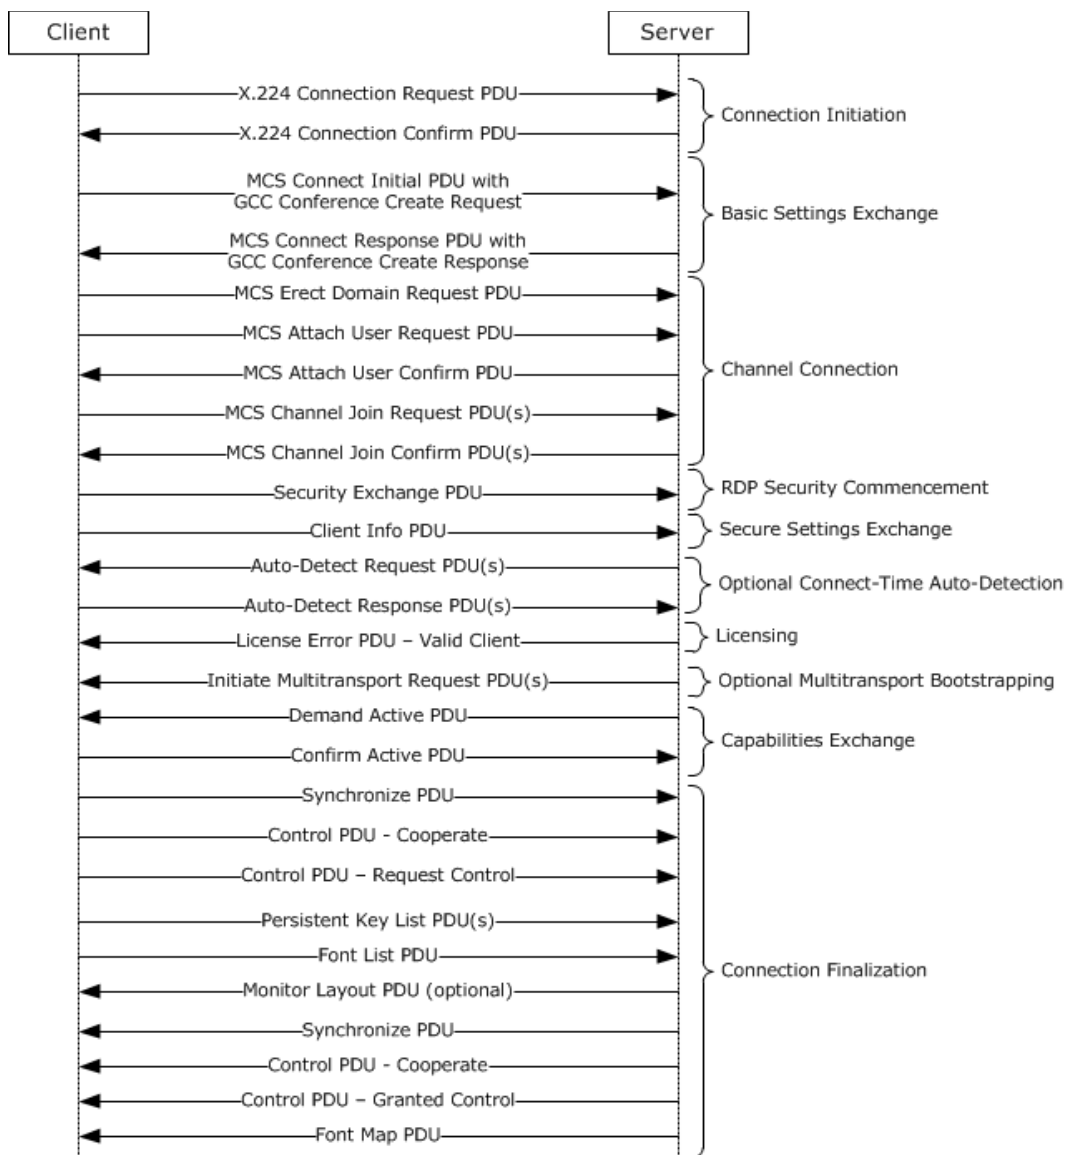 Client
Server
X.224 Connection Request PDU
X.224 Connection Confirm PDU
Connection Initiation
MCS Connect Initial PDU with
GCC Conference Create Request
MCS Connect Response PDU with
GCC Conference Create Response
Basic Settings Exchange
MCS Erect Domain Request PDU
MCS Attach User Request PDU
MCS Attach User Confirm PDU
MCS Channel Join Request PDU(s)
MCS Channel Join Confirm PDU(s)
Channel Connection
Security Exchange PDU
RDP Security Commencement
Client Info PDU
Secure Settings Exchange
Auto-Detect Request PDU(s)
Auto-Detect Response PDU(s)
Optional Connect-Time Auto-Detection
License Error PDU – Valid Client
Licensing
Initiate Multitransport Request PDU(s)
Optional Multitransport Bootstrapping
Demand Active PDU
Confirm Active PDU
Capabilities Exchange
Synchronize PDU
Control PDU - Cooperate
Control PDU – Request Control
Persistent Key List PDU(s)
Font List PDU
Monitor Layout PDU (optional)
Synchronize PDU
Control PDU - Cooperate
Control PDU – Granted Control
Font Map PDU
Connection Finalization